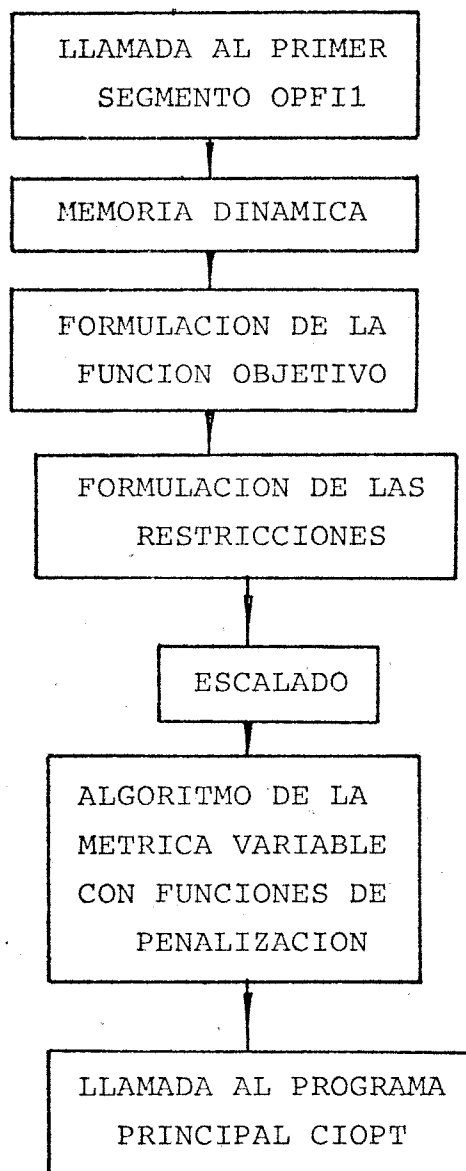 LLAMADA AL PRIMER
SEGMENTO OPFI1
MEMORIA DINAMICA
FORMULACION DE LA
FUNCION OBJETIVO
FORMULACION DE LAS
RESTRICCIONES
ESCALADO
ALGORITMO DE LA
METRICA VARIABLE
CON FUNCIONES DE
PENALIZACION
LLAMADA AL PROGRAMA
PRINCIPAL CIOPT